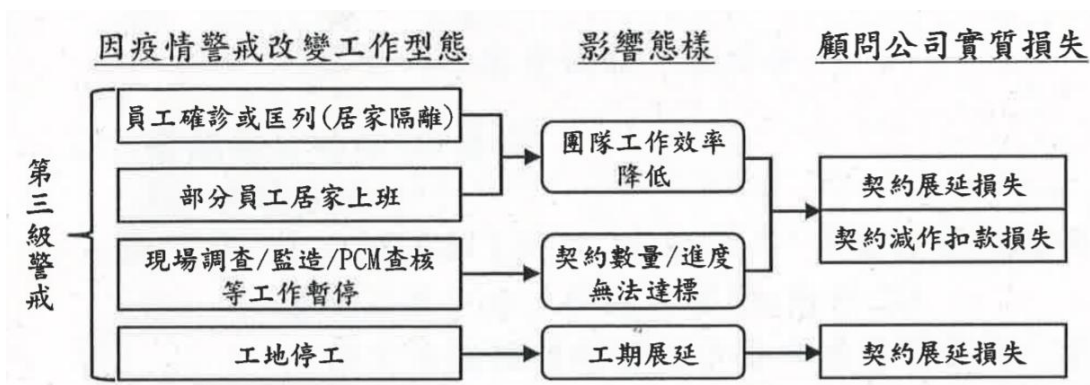 因疫情警戒改變工作型態
影響態樣
顧問公司實質損失
第三級警戒
員工確診或匡列(居家隔離)
部分員工居家上班
現場調查/監造/PCM查核
等工作暫停
工地停工
團隊工作效率
降低
契約數量/進度
無法達標
工期展延
契約展延損失
契約減作扣款損失
契約展延損失